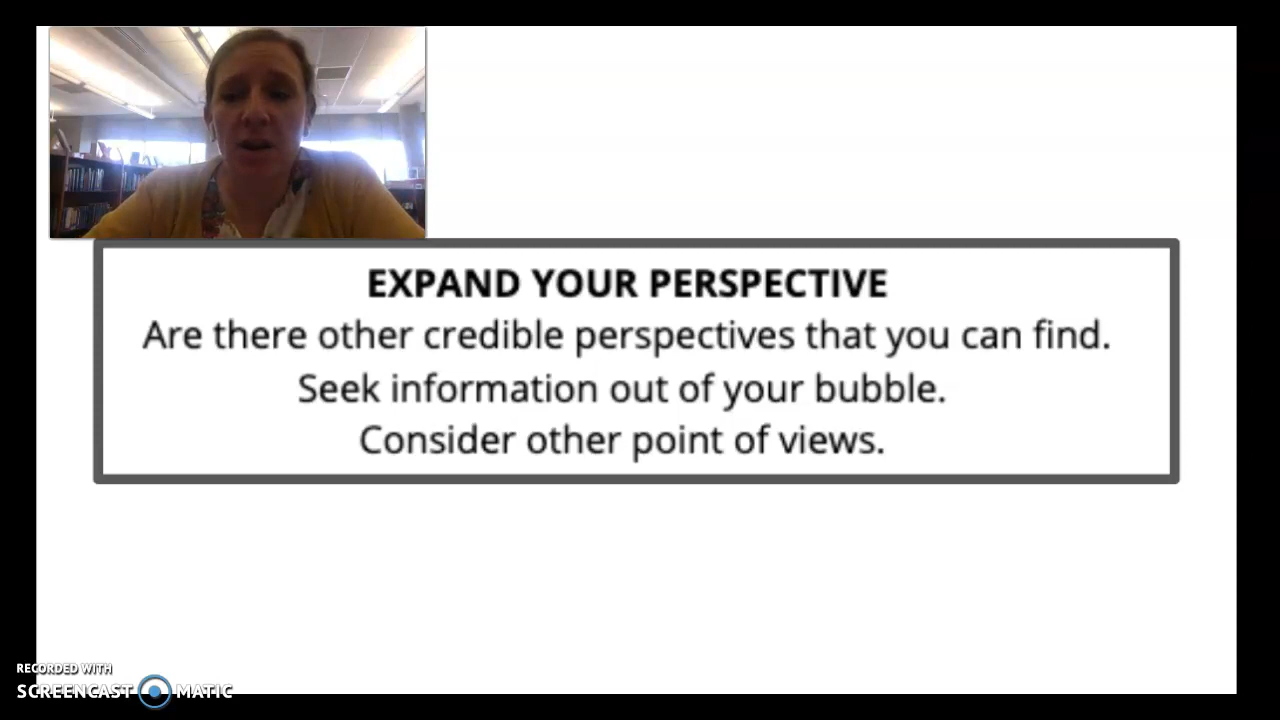 EXPAND YOUR PERSPECTIVE
Are there other credible perspectives that you can find.
Seek information out of your bubble.
Consider other point of views.
RECORDED WITH
SCREENCAST MATIC